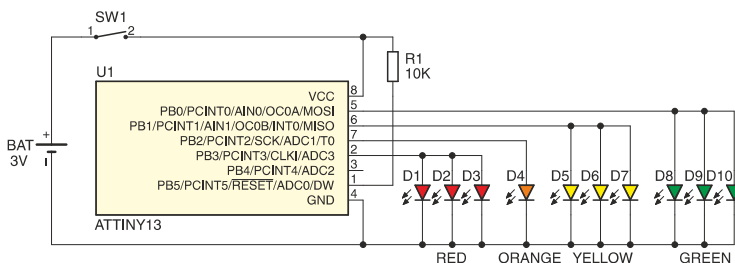 SW1
1 2
U1
R1
10K
VCC 8
PB0/PCINT0/AIN0/OC0A/MOSI 5
PB1/PCINT1/AIN1/OC0B/INT0/MISO 6
PB2/PCINT2/SCK/ADC1/T0 7
PB3/PCINT3/CLKI/ADC3 2
PB4/PCINT4/ADC2 3
PB5/PCINT5/RESET/ADC0/DW 1
GND 4
BAT
3V
+
ATTINY13
D1 D2 D3 D4 D5 D6 D7 D8 D9 D10
RED ORANGE YELLOW GREEN